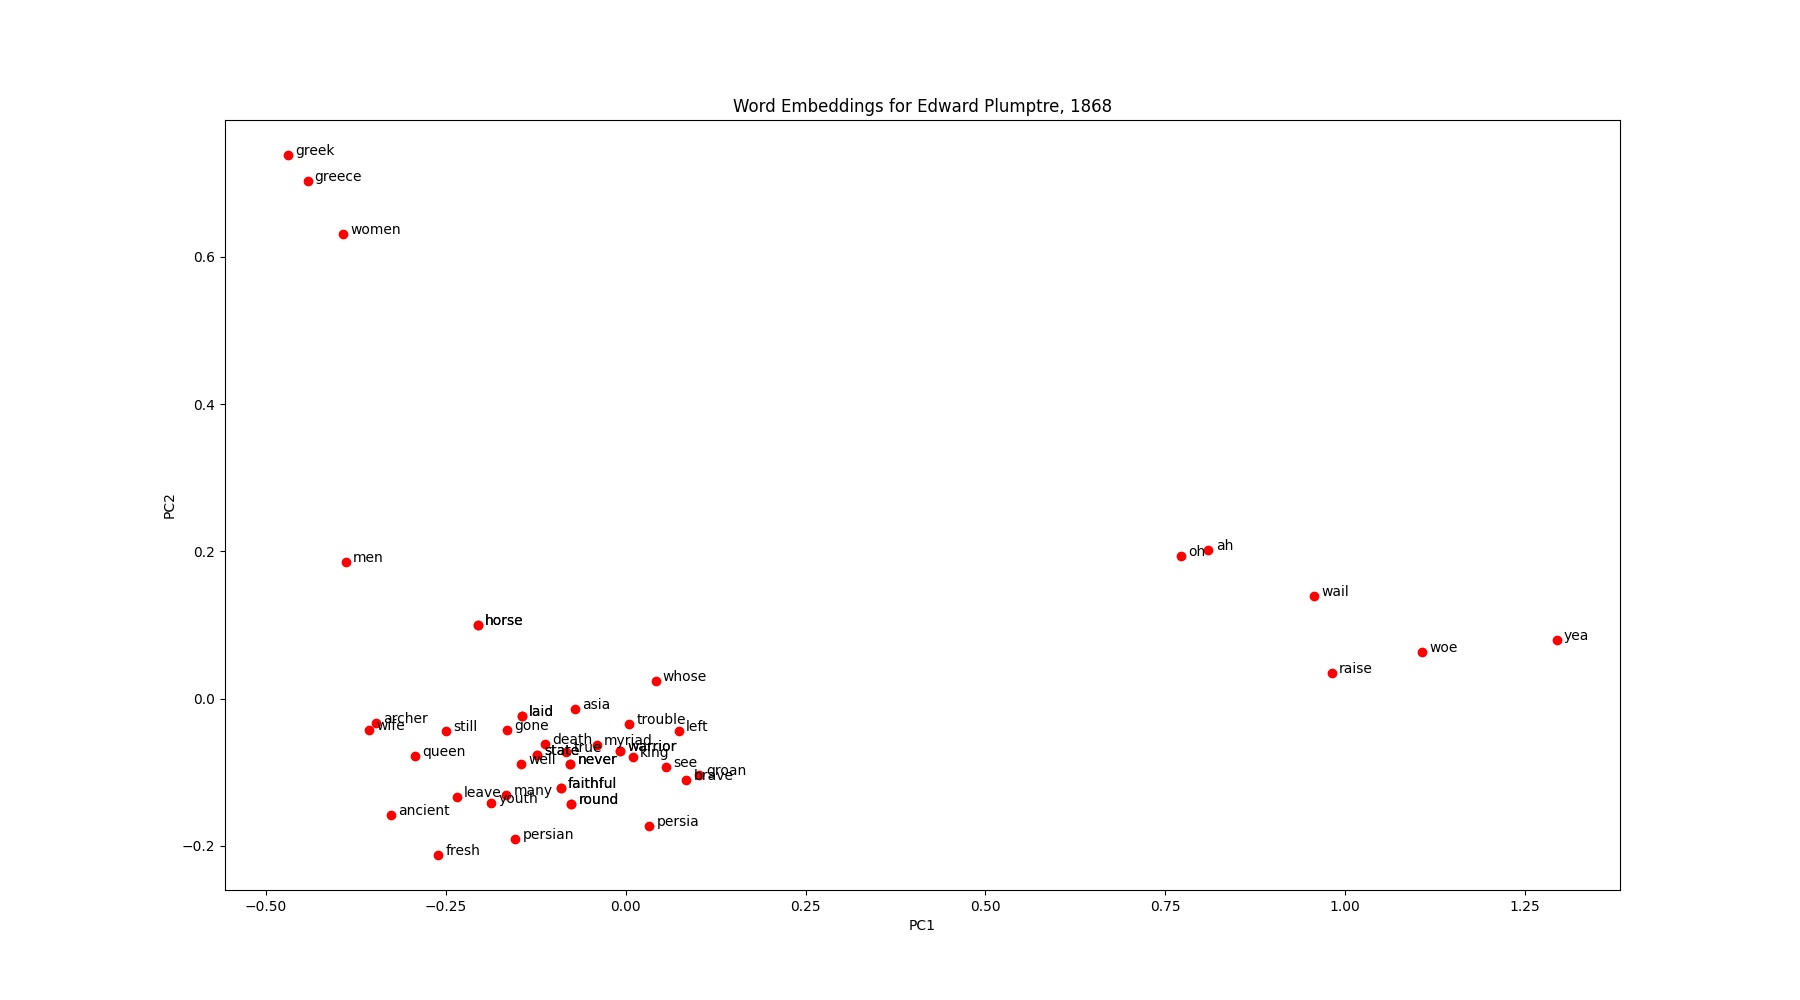 Word Embeddings for Edward Plumptre, 1868
greek
greece
women
0.6
0.4
0.2
oh
ah
men
wail
horse
yea
woe
raise
whose
0.0
asia
laid
archer
wife
still
gone
trouble
left
death
myriad
true
state
warrior
king
queen
well
never
see
groan
brave
faithful
leave
many
youth
round
ancient
persia
persian
−0.2
fresh
−0.50
−0.25
0.00
0.25
0.50
0.75
1.00
1.25
PC1
PC2